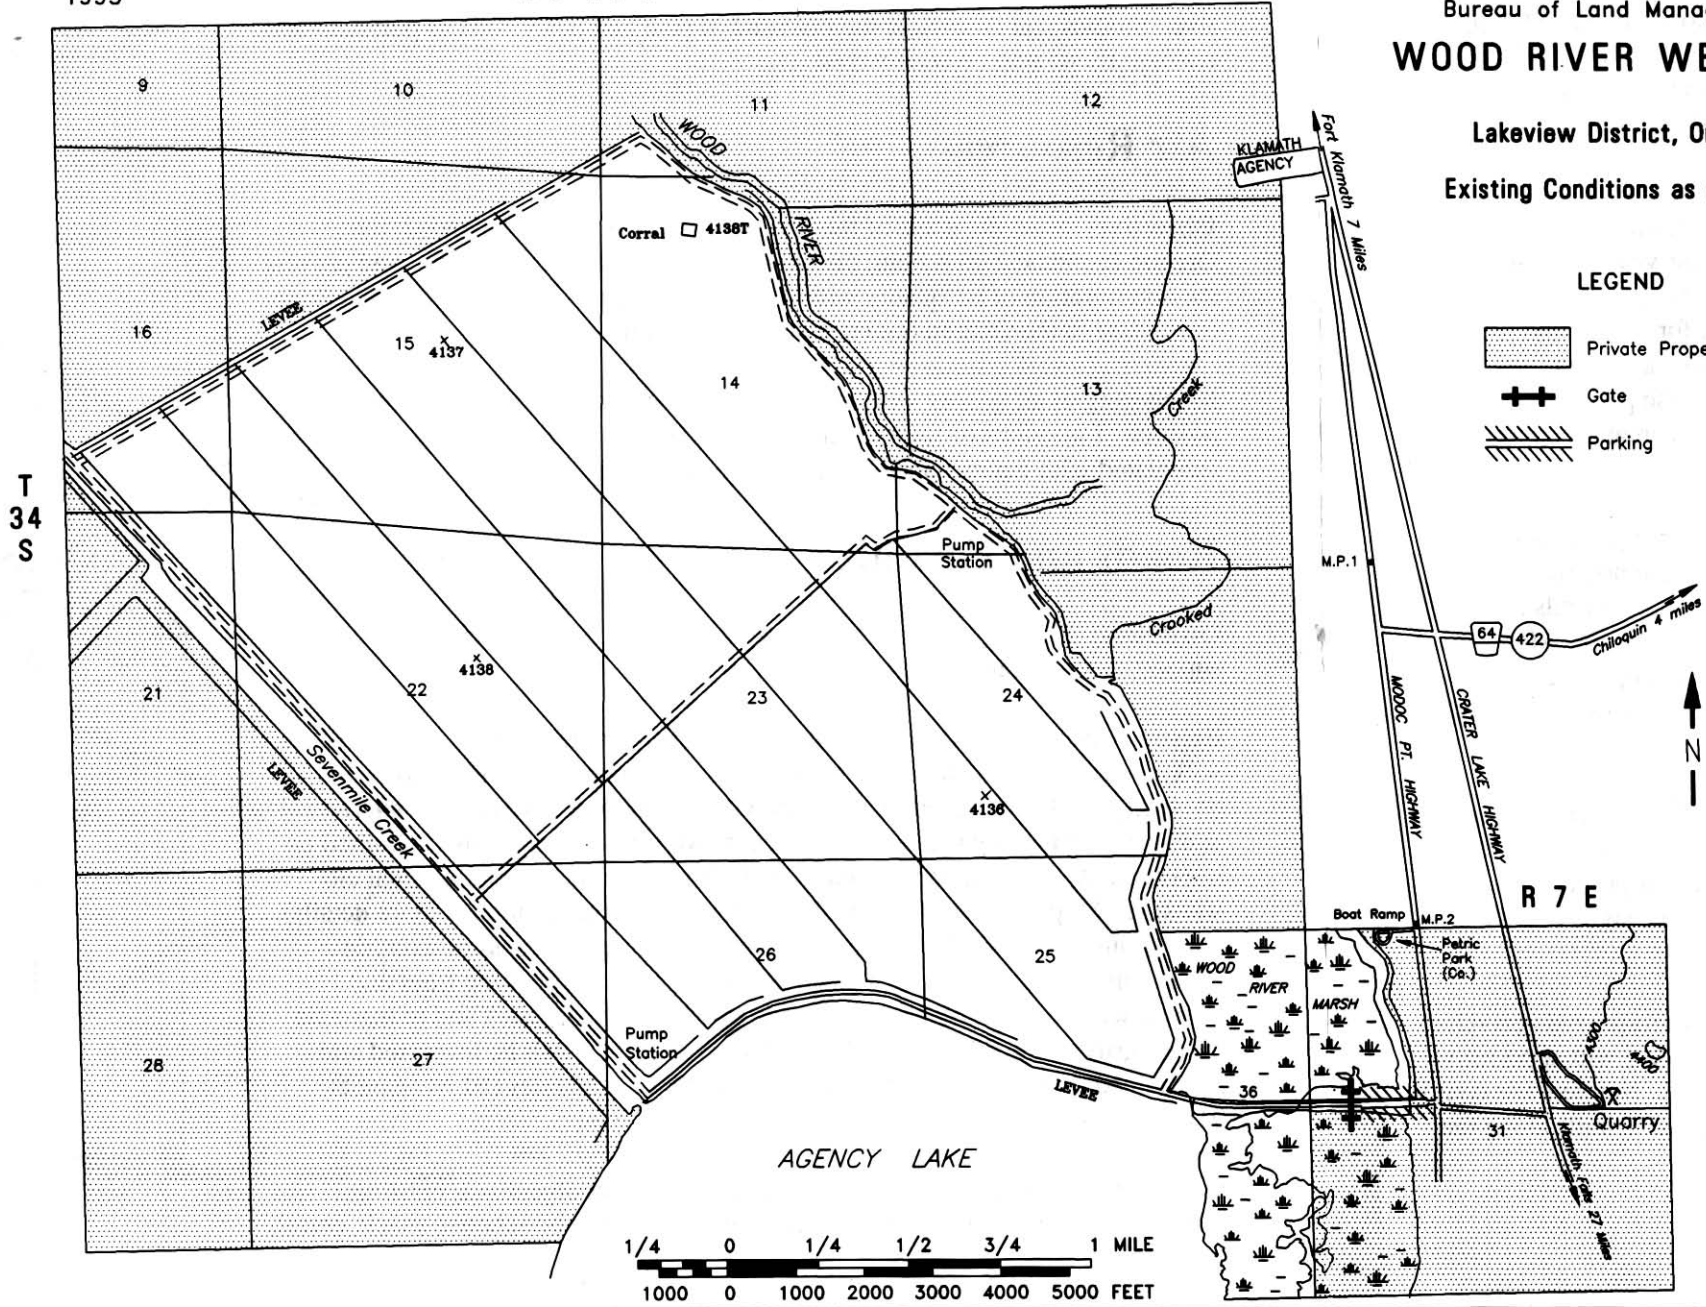 Bureau of Land
WOOD RIVER
Lakeview District,
Existing Conditions as
LEGEND
Private
Gate
Parking
9
10
11
12
WOOD
RIVER
KLAMATH
AGENCY
Fort Klamath 7 Miles
Corral
4138T
LEVEE
16
15
4137
14
13
Creek
T
34
S
Pump
Station
M.P.1
Crooked
64
422
Chiloquin 4 miles
21
4138
22
23
24
MODOC PT. HIGHWAY
CRATER LAKE HIGHWAY
N
Sevenmile Creek
LEVEE
4136
R 7 E
Boat Ramp
M.P.2
Petric
Park
(Co.)
26
25
WOOD
RIVER
MARSH
Pump
Station
28
27
LEVEE
36
4300
4400
Quarry
31
Klamath Falls 27 Miles
AGENCY LAKE
1/4 0 1/4 1/2 3/4 1 MILE
1000 0 1000 2000 3000 4000 5000 FEET